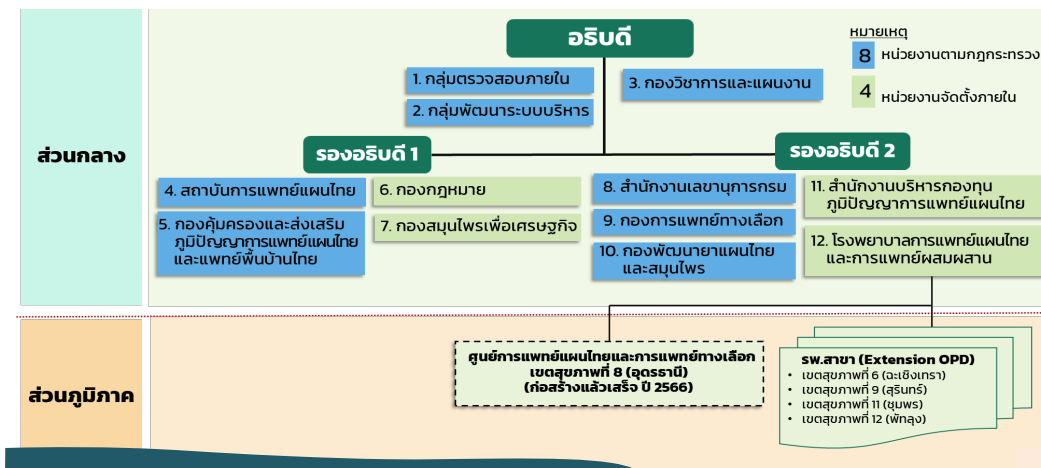 อธิบดี
หมายเหตุ
8 หน่วยงานตามกฎกระทรวง
4 หน่วยงานจัดตั้งภายใน
1. กลุ่มตรวจสอบภายใน
2. กลุ่มพัฒนาระบบบริหาร
3. กองวิชาการและแผนงาน
ส่วนกลาง
รองอธิบดี 1
รองอธิบดี 2
4. สถาบันการแพทย์แผนไทย
5. กองคุ้มครองและส่งเสริม
ภูมิปัญญาการแพทย์แผนไทย
และแพทย์พื้นบ้านไทย
6. กองกฎหมาย
7. กองสมุนไพรเพื่อเศรษฐกิจ
8. สำนักงานเลขานุการกรม
9. กองการแพทย์ทางเลือก
10. กองพัฒนายาแผนไทย
และสมุนไพร
11. สำนักงานบริหารกองทุน
ภูมิปัญญาการแพทย์แผนไทย
12. โรงพยาบาลการแพทย์แผนไทย
และการแพทย์ผสมผสาน
ส่วนภูมิภาค
ศูนย์การแพทย์แผนไทยและการแพทย์ทางเลือก
เขตสุขภาพที่ 8 (อุดรธานี)
(ก่อสร้างแล้วเสร็จ ปี 2566)
รพ.สาขา (Extension OPD)
• เขตสุขภาพที่ 6 (ฉะเชิงเทรา)
• เขตสุขภาพที่ 9 (สุรินทร์)
• เขตสุขภาพที่ 11 (ชุมพร)
• เขตสุขภาพที่ 12 (พัทลุง)